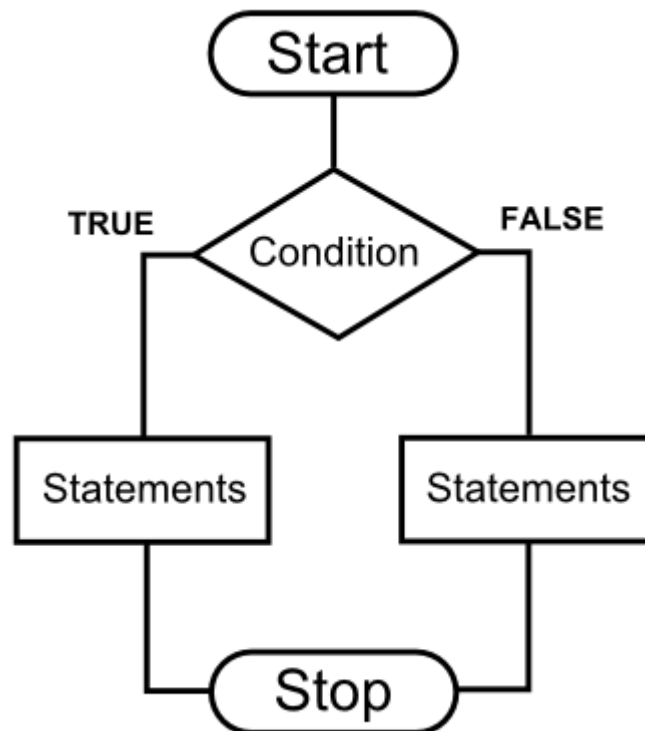 Start
TRUE
FALSE
Condition
Statements
Statements
Stop